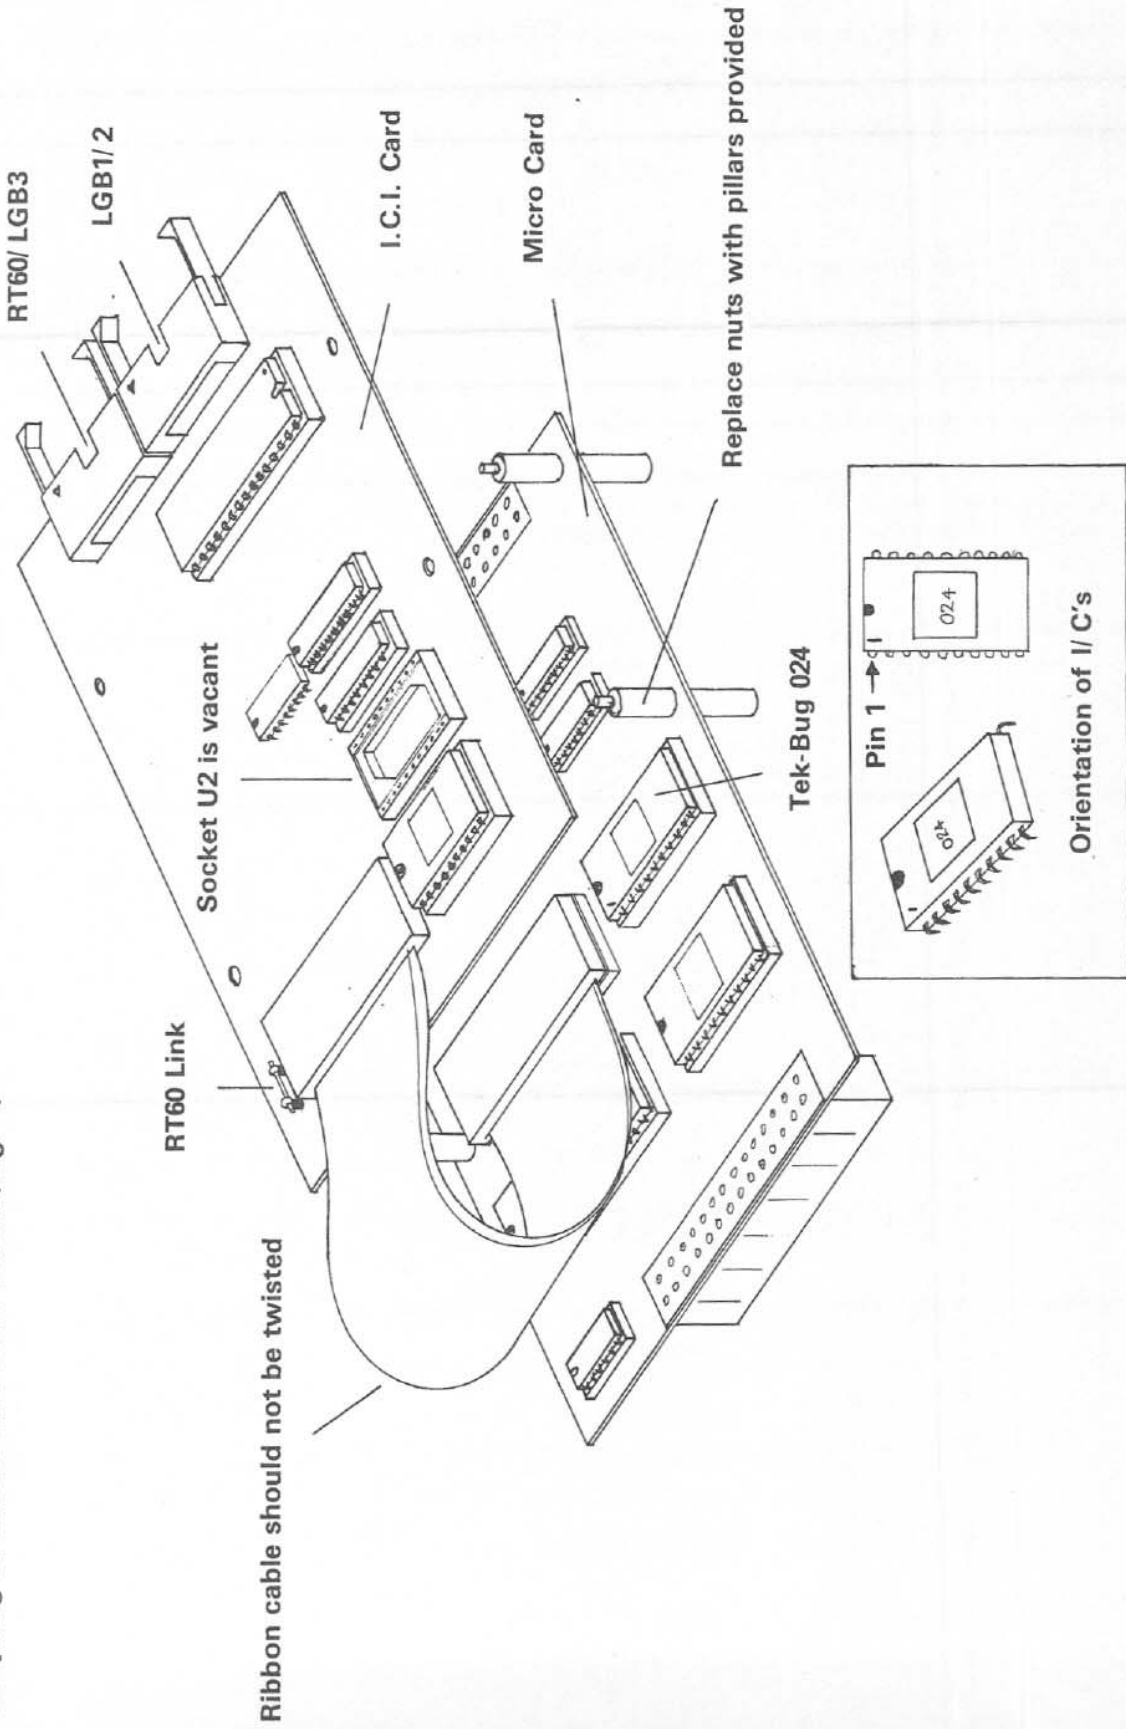 RT60/ LGB3
LGB1/ 2
I.C.I. Card
Micro Card
Replace nuts with pillars provided
Socket U2 is vacant
Tek-Bug 024
RT60 Link
Ribbon cable should not be twisted
Pin 1
024
024
Orientation of I/ C's